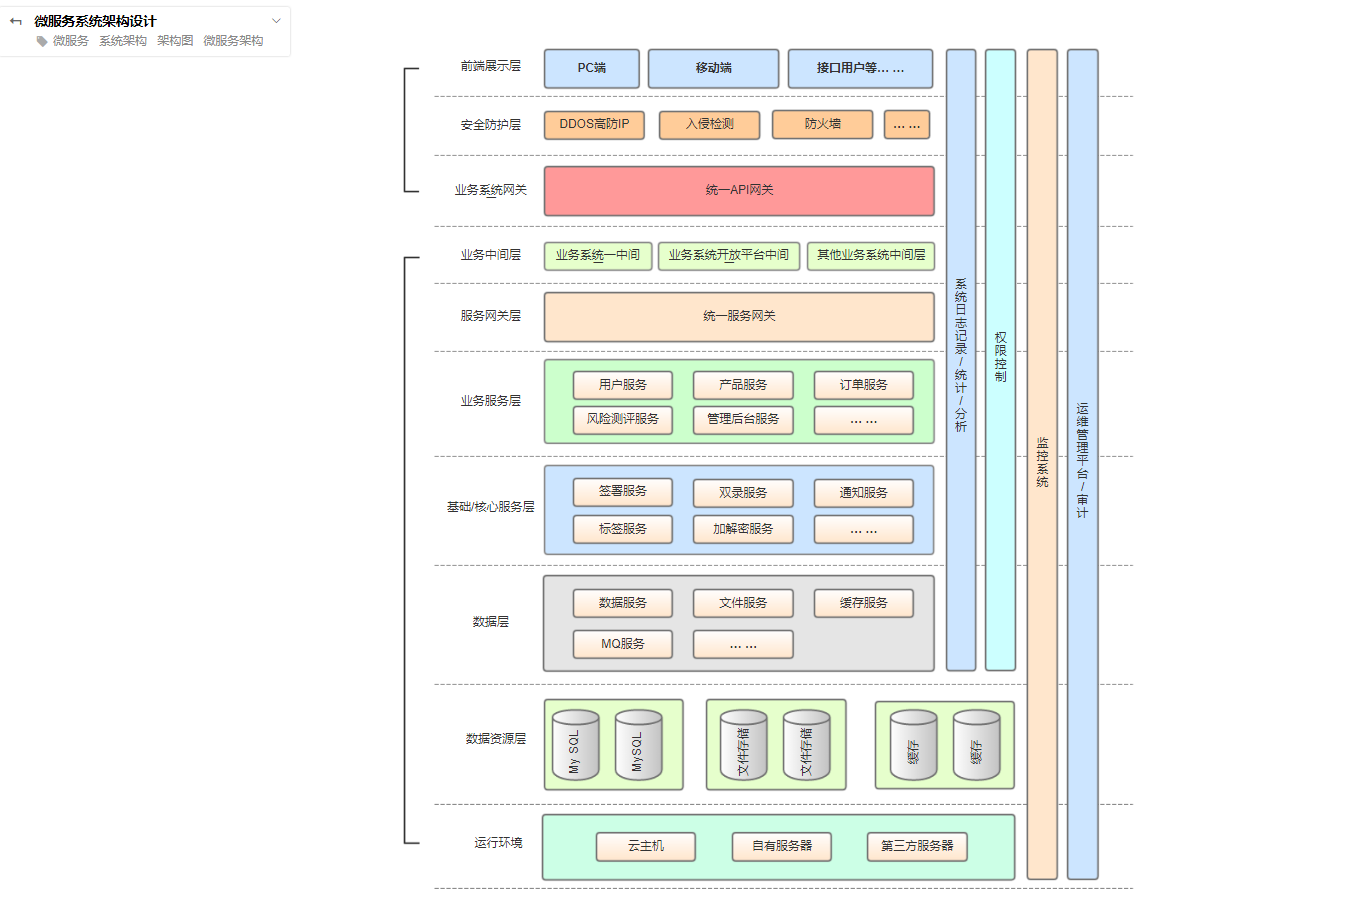 微服务系统架构设计
微服务 系统架构 架构图 微服务架构
前端展示层
PC端
移动端
接口用户等... ...
安全防护层
DDOS高防IP
入侵检测
防火墙
... ...
业务系统网关
统一API网关
业务中间层
业务系统一中间
业务系统开放平台中间
其他业务系统中间层
服务网关层
统一服务网关
业务服务层
用户服务
产品服务
订单服务
风险测评服务
管理后台服务
... ...
基础/核心服务层
签署服务
双录服务
通知服务
标签服务
加解密服务
... ...
数据层
数据服务
文件服务
缓存服务
MQ服务
... ...
数据资源层
My SQL
MySQL
文件存储
文件存储
缓存
缓存
运行环境
云主机
自有服务器
第三方服务器
系统日志记录/统计/分析
权限控制
监控系统
运维管理平台/审计